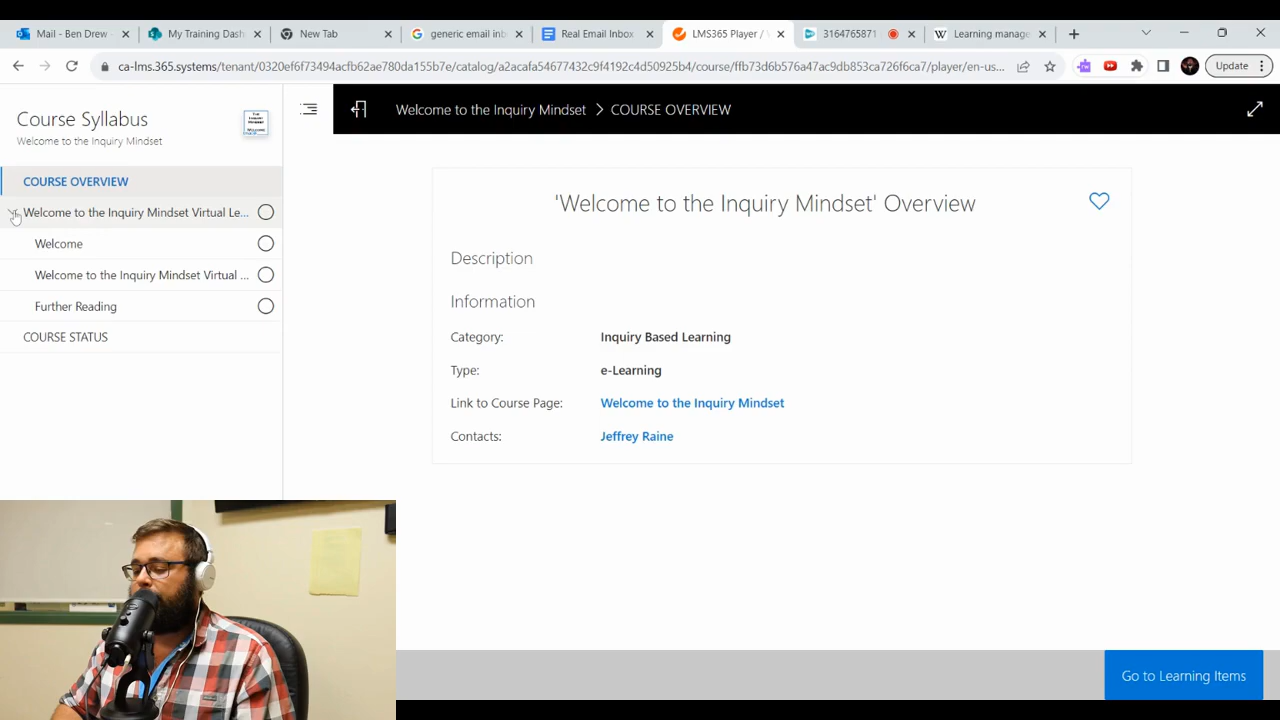 Mail - Ben Drew - 
My Training Dash
New Tab
generic email inb
Real Email Inbox
LMS365 Player /
3164765871
Learning manage
ca-lms.365.systems/tenant/0320ef6f73494acfb62ae780da155b7e/catalog/a2acafa54677432c9f4192c4d50925b4/course/ffb73d6b576a47ac9db853ca726f6ca7/player/en-us...
Update
Course Syllabus
Welcome to the Inquiry Mindset
COURSE OVERVIEW
Welcome to the Inquiry Mindset Virtual Le...
Welcome
Welcome to the Inquiry Mindset Virtual ...
Further Reading
COURSE STATUS
Welcome to the Inquiry Mindset > COURSE OVERVIEW
'Welcome to the Inquiry Mindset' Overview
Description
Information
Category: Inquiry Based Learning
Type: e-Learning
Link to Course Page: Welcome to the Inquiry Mindset
Contacts: Jeffrey Raine
Go to Learning Items